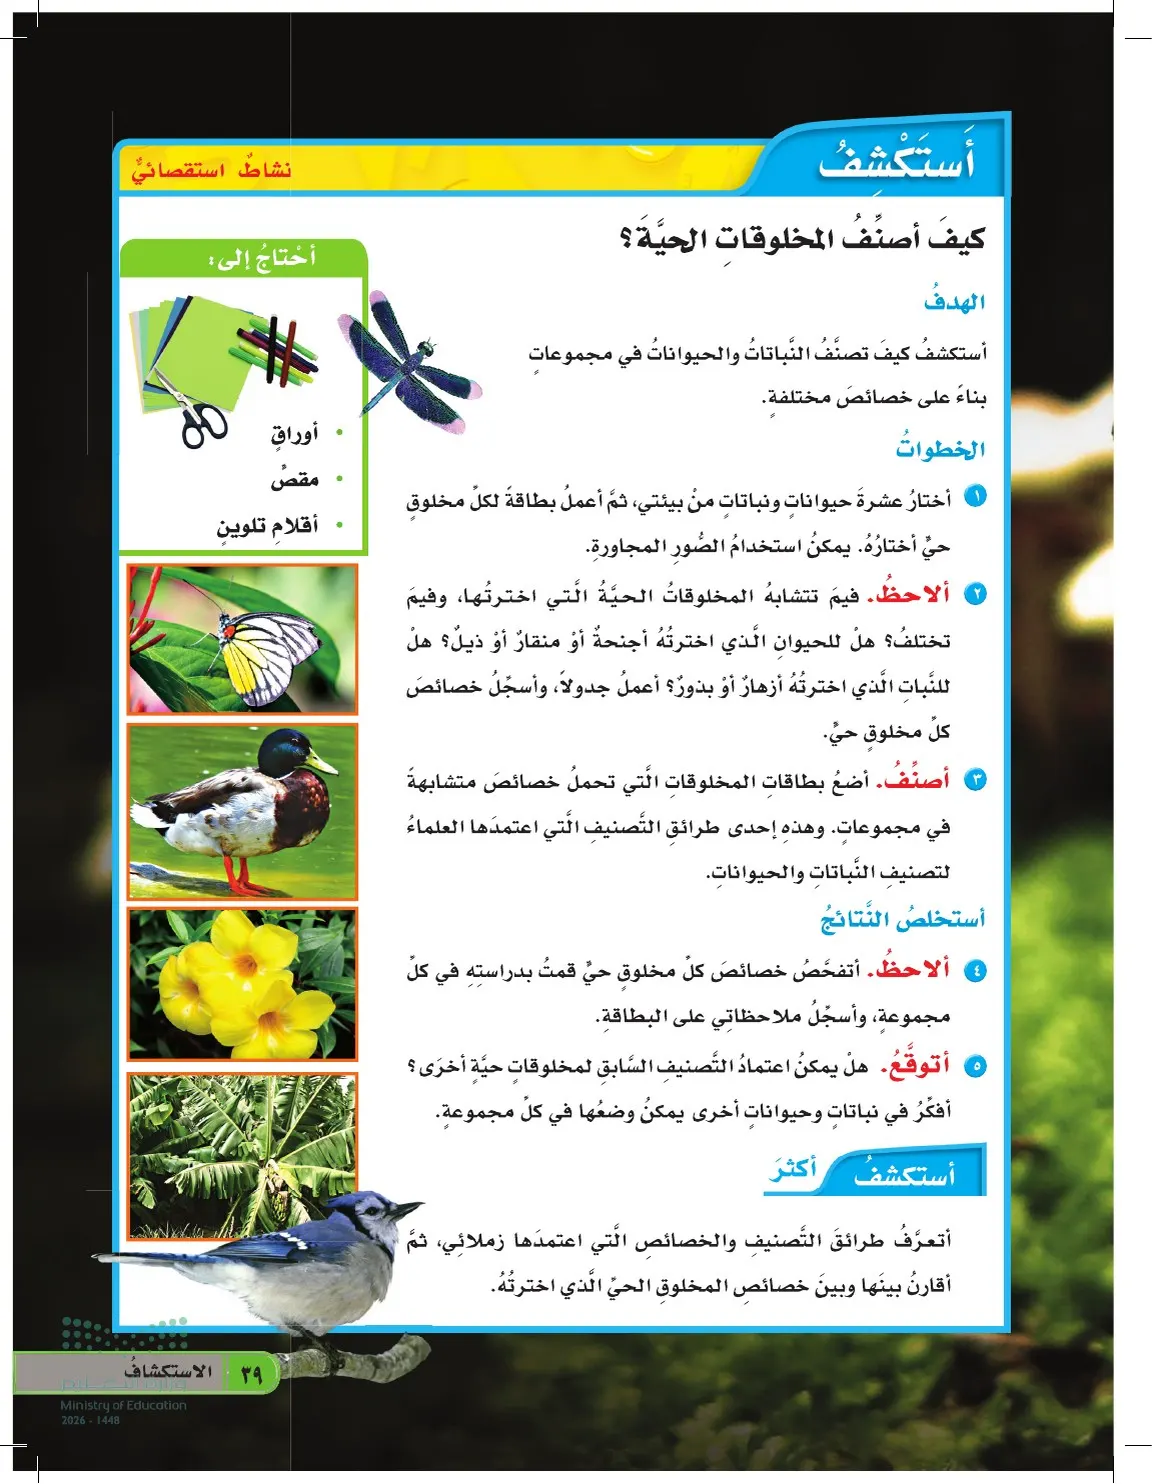 أَستَكْشِفُ
نشاطٌ استقصائيٌّ
كيفَ أصنِّفُ المخلوقاتِ الحيَّةَ؟
الهدفُ
أستكشفُ كيفَ تصنَّفُ النَّباتاتُ والحيواناتُ في مجموعاتٍ
بناءً على خصائصَ مختلفةٍ.
الخطواتُ
١ أختارُ عشرةَ حيواناتٍ ونباتاتٍ منْ بيئتي، ثمَّ أعملُ بطاقةً لكلِّ مخلوقٍ
حيٍّ أختارُهُ. يمكنُ استخدامُ الصُّورِ المجاورةِ.
٢ ألاحظُ. فيمَ تتشابهُ المخلوقاتُ الحيَّةُ الَّتي اخترتُها، وفيمَ
تختلفُ؟ هلْ للحيوانِ الَّذي اخترتُهُ أجنحةٌ أوْ منقارٌ أوْ ذيلٌ؟ هلْ
للنَّباتِ الَّذي اخترتُهُ أزهارٌ أوْ بذورٌ؟ أعملُ جدولاً، وأسجِّلُ خصائصَ
كلِّ مخلوقٍ حيٍّ.
٣ أصنِّفُ. أضعُ بطاقاتِ المخلوقاتِ الَّتي تحملُ خصائصَ متشابهةً
في مجموعاتٍ. وهذهِ إحدى طرائقِ التَّصنيفِ الَّتي اعتمدَها العلماءُ
لتصنيفِ النَّباتاتِ والحيواناتِ.
أستخلصُ النَّتائجُ
٤ ألاحظُ. أتفحَّصُ خصائصَ كلِّ مخلوقٍ حيٍّ قمتُ بدراستِهِ في كلِّ
مجموعةٍ، وأسجِّلُ ملاحظاتِي على البطاقةِ.
٥ أتوقَّعُ. هلْ يمكنُ اعتمادُ التَّصنيفِ السَّابقِ لمخلوقاتٍ حيَّةٍ أخرَى؟
أفكِّرُ في نباتاتٍ وحيواناتٍ أخرى يمكنُ وضعُها في كلِّ مجموعةٍ.
أستكشفُ أكثرَ
أتعرَّفُ طرائقَ التَّصنيفِ والخصائصِ الَّتي اعتمدَها زملائِي، ثمَّ
أقارنُ بينَها وبينَ خصائصِ المخلوقِ الحيِّ الَّذي اخترتُهُ.
أحْتاجُ إلى:
• أوراقٍ
• مقصٍّ
• أقلامِ تلوينٍ
الاستكشافُ ٣٩
وزارة التعليم
Ministry of Education
2026 - 1448